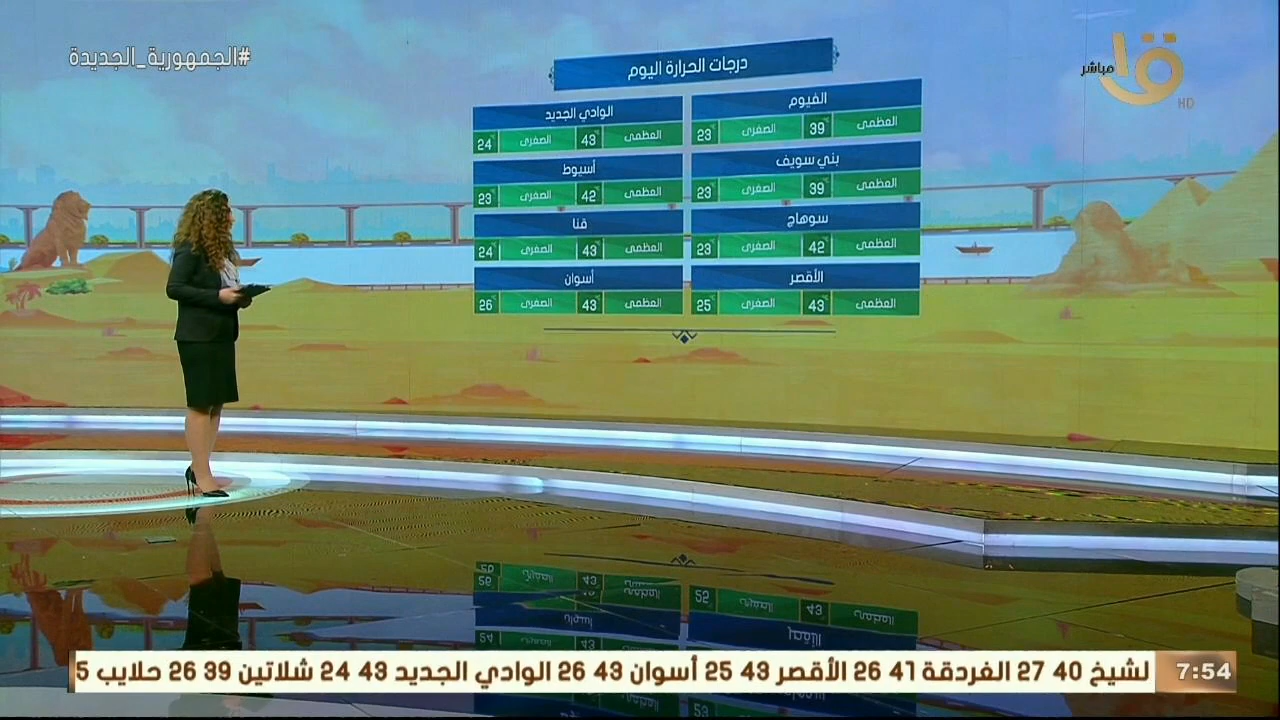 #الجمهورية_الجديدة
مباشر
HD
درجات الحرارة اليوم
الفيوم
العظمى 39 الصغرى 23
الوادي الجديد
العظمى 43 الصغرى 24
بني سويف
العظمى 39 الصغرى 23
أسيوط
العظمى 42 الصغرى 23
سوهاج
العظمى 42 الصغرى 23
قنا
العظمى 43 الصغرى 24
الأقصر
العظمى 43 الصغرى 25
أسوان
العظمى 43 الصغرى 26
7:54
لشيخ 40 27 الغردقة 41 26 الأقصر 43 25 أسوان 43 26 الوادي الجديد 43 24 شلاتين 39 26 حلايب 5